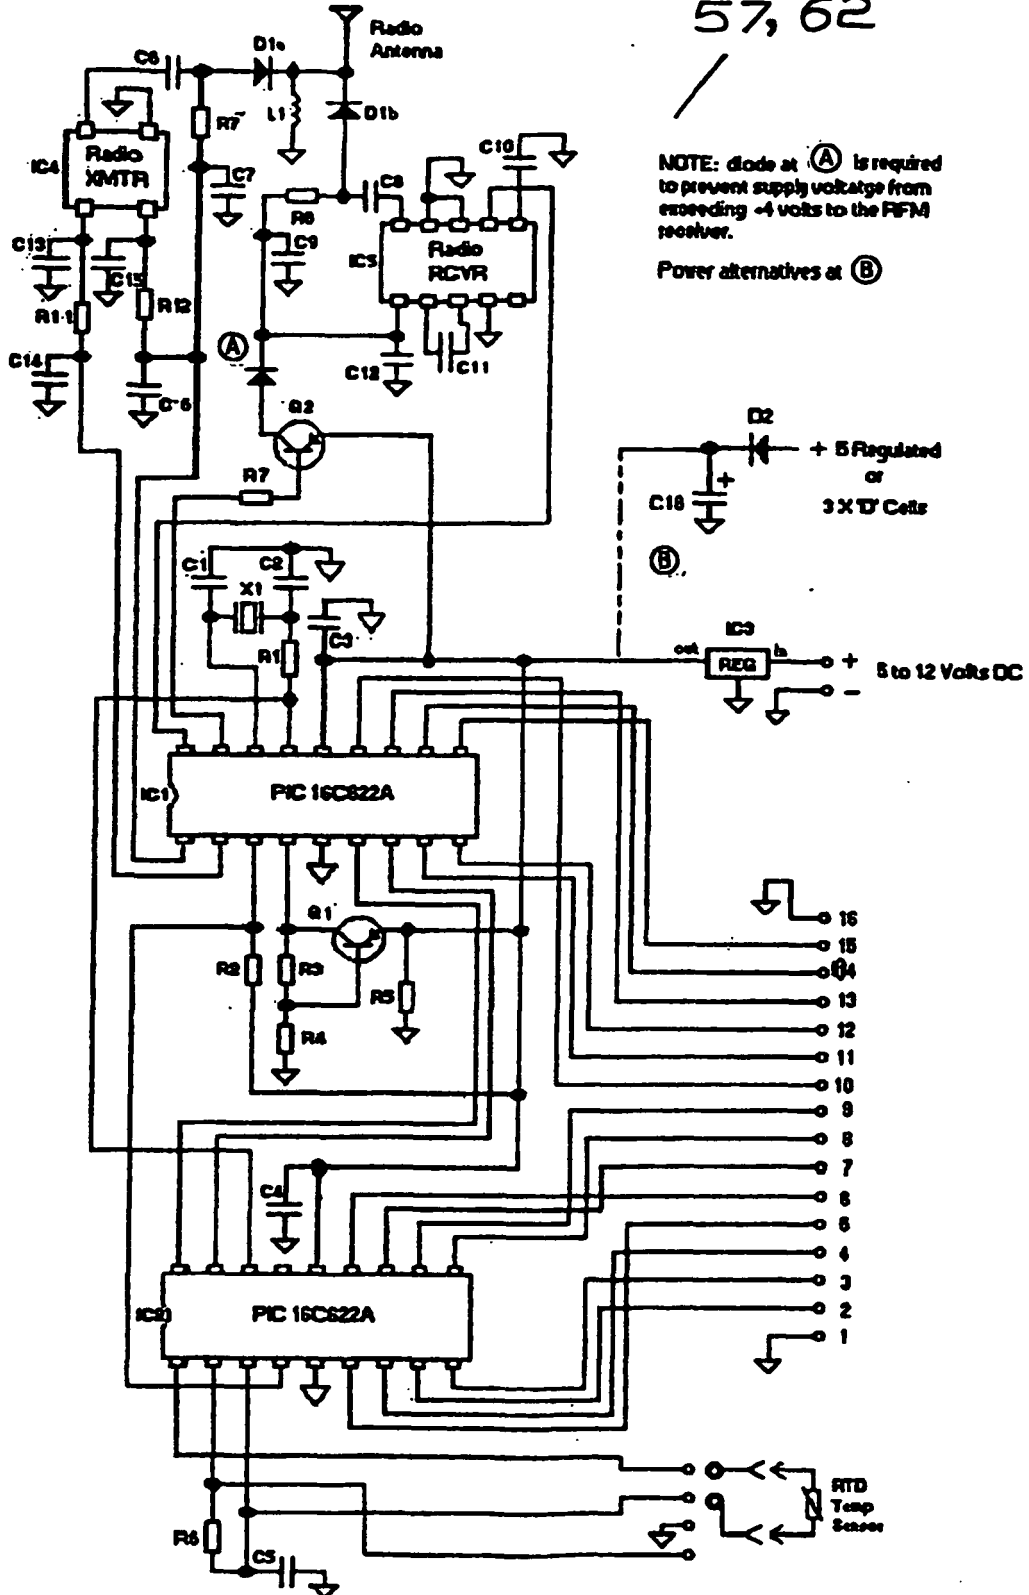 57, 62
Radio
Antenna
C6
D1a
R7
L1
D1b
IC4
Radio
XMTR
C7
C10
NOTE: diode at A is required
to prevent supply voltatge from
exceeding +4 volts to the RFM
receiver.
Power alternatives at B
C8
R8
C9
IC5
Radio
RCVR
C13
C15
R11
R12
A
C14
C12
C11
Q2
R7
D2
+ 5 Regulated
or
3 X 'D' Cells
C18
+
B
C1
C2
X1
C3
R1
IC3
out
REG
in
+
-
5 to 12 Volts DC
IC1
PIC 16C622A
Q1
R2
R3
R5
R4
16
15
14
13
12
11
10
9
8
7
6
5
4
3
2
1
C4
IC2
PIC 16C622A
RTD
Temp
Sensor
R6
C5